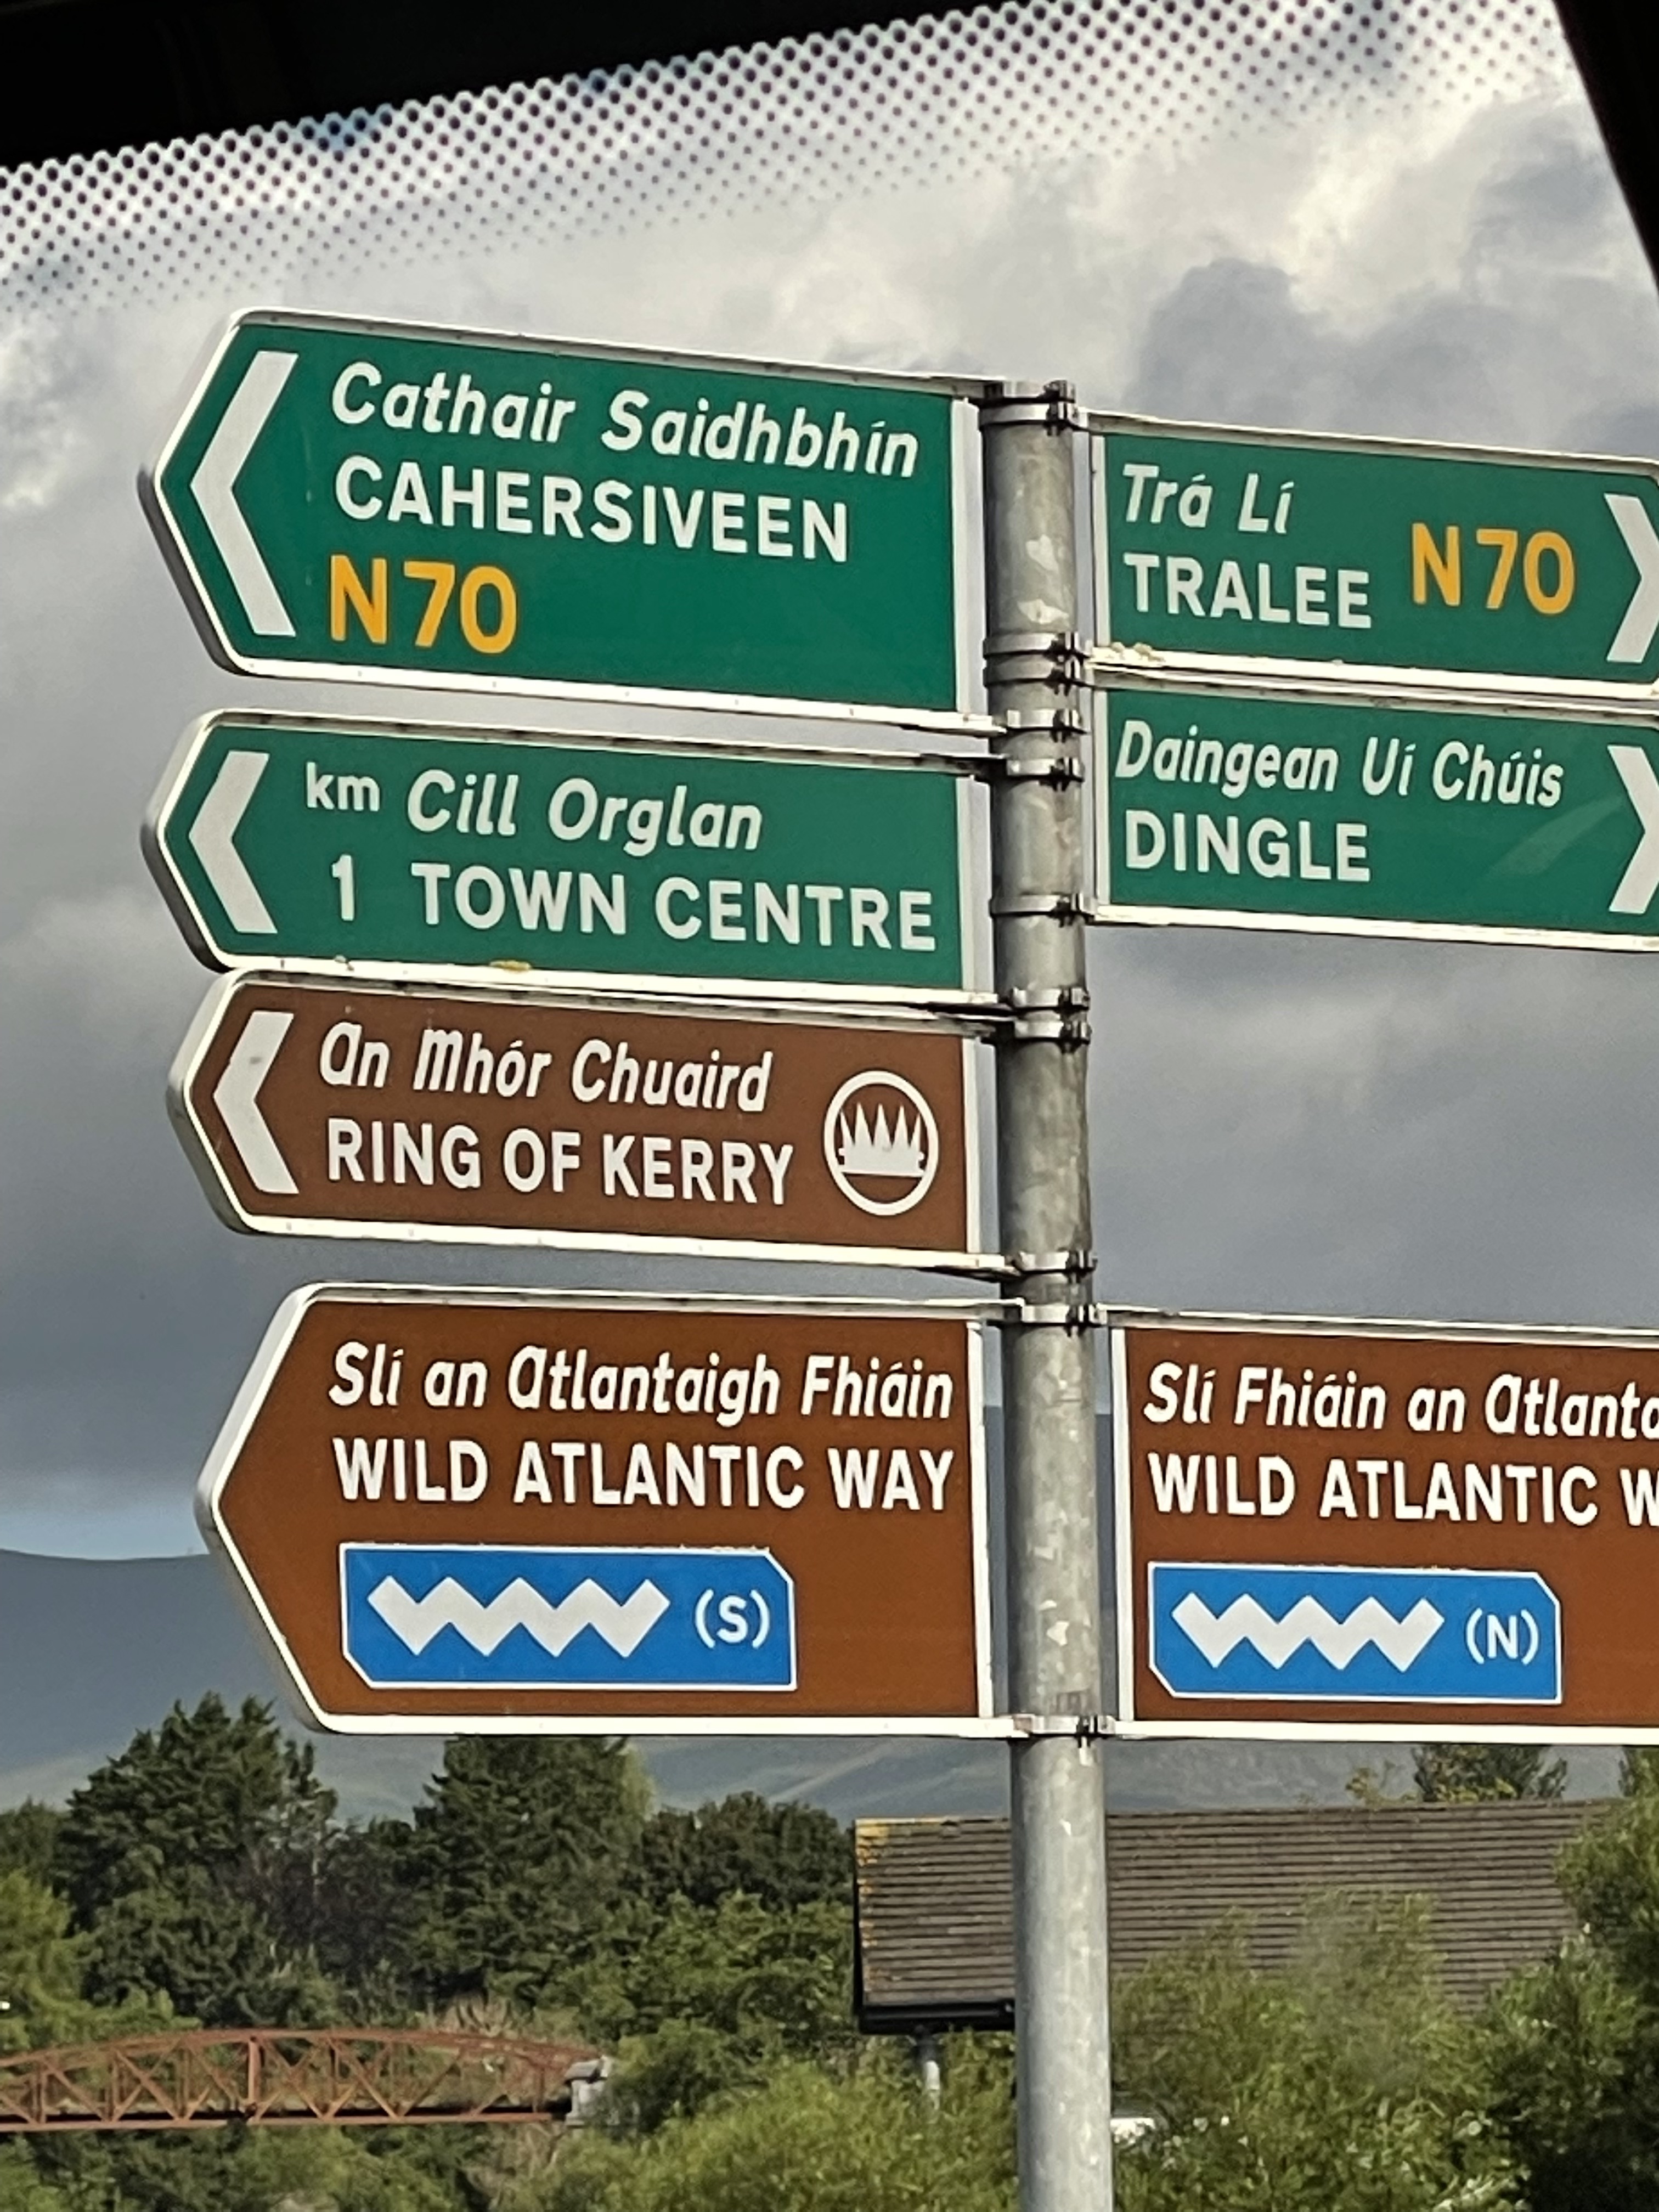 Cathair Saidhbhín
CAHERSIVEEN
N70
km Cill Orglan
1 TOWN CENTRE
An Mhór Chuaird
RING OF KERRY
Slí an Atlantaigh Fhiáin
WILD ATLANTIC WAY
(S)
Trá Lí
TRALEE N70
Daingean Uí Chúis
DINGLE
Slí Fhiáin an
WILD ATLANTIC
(N)